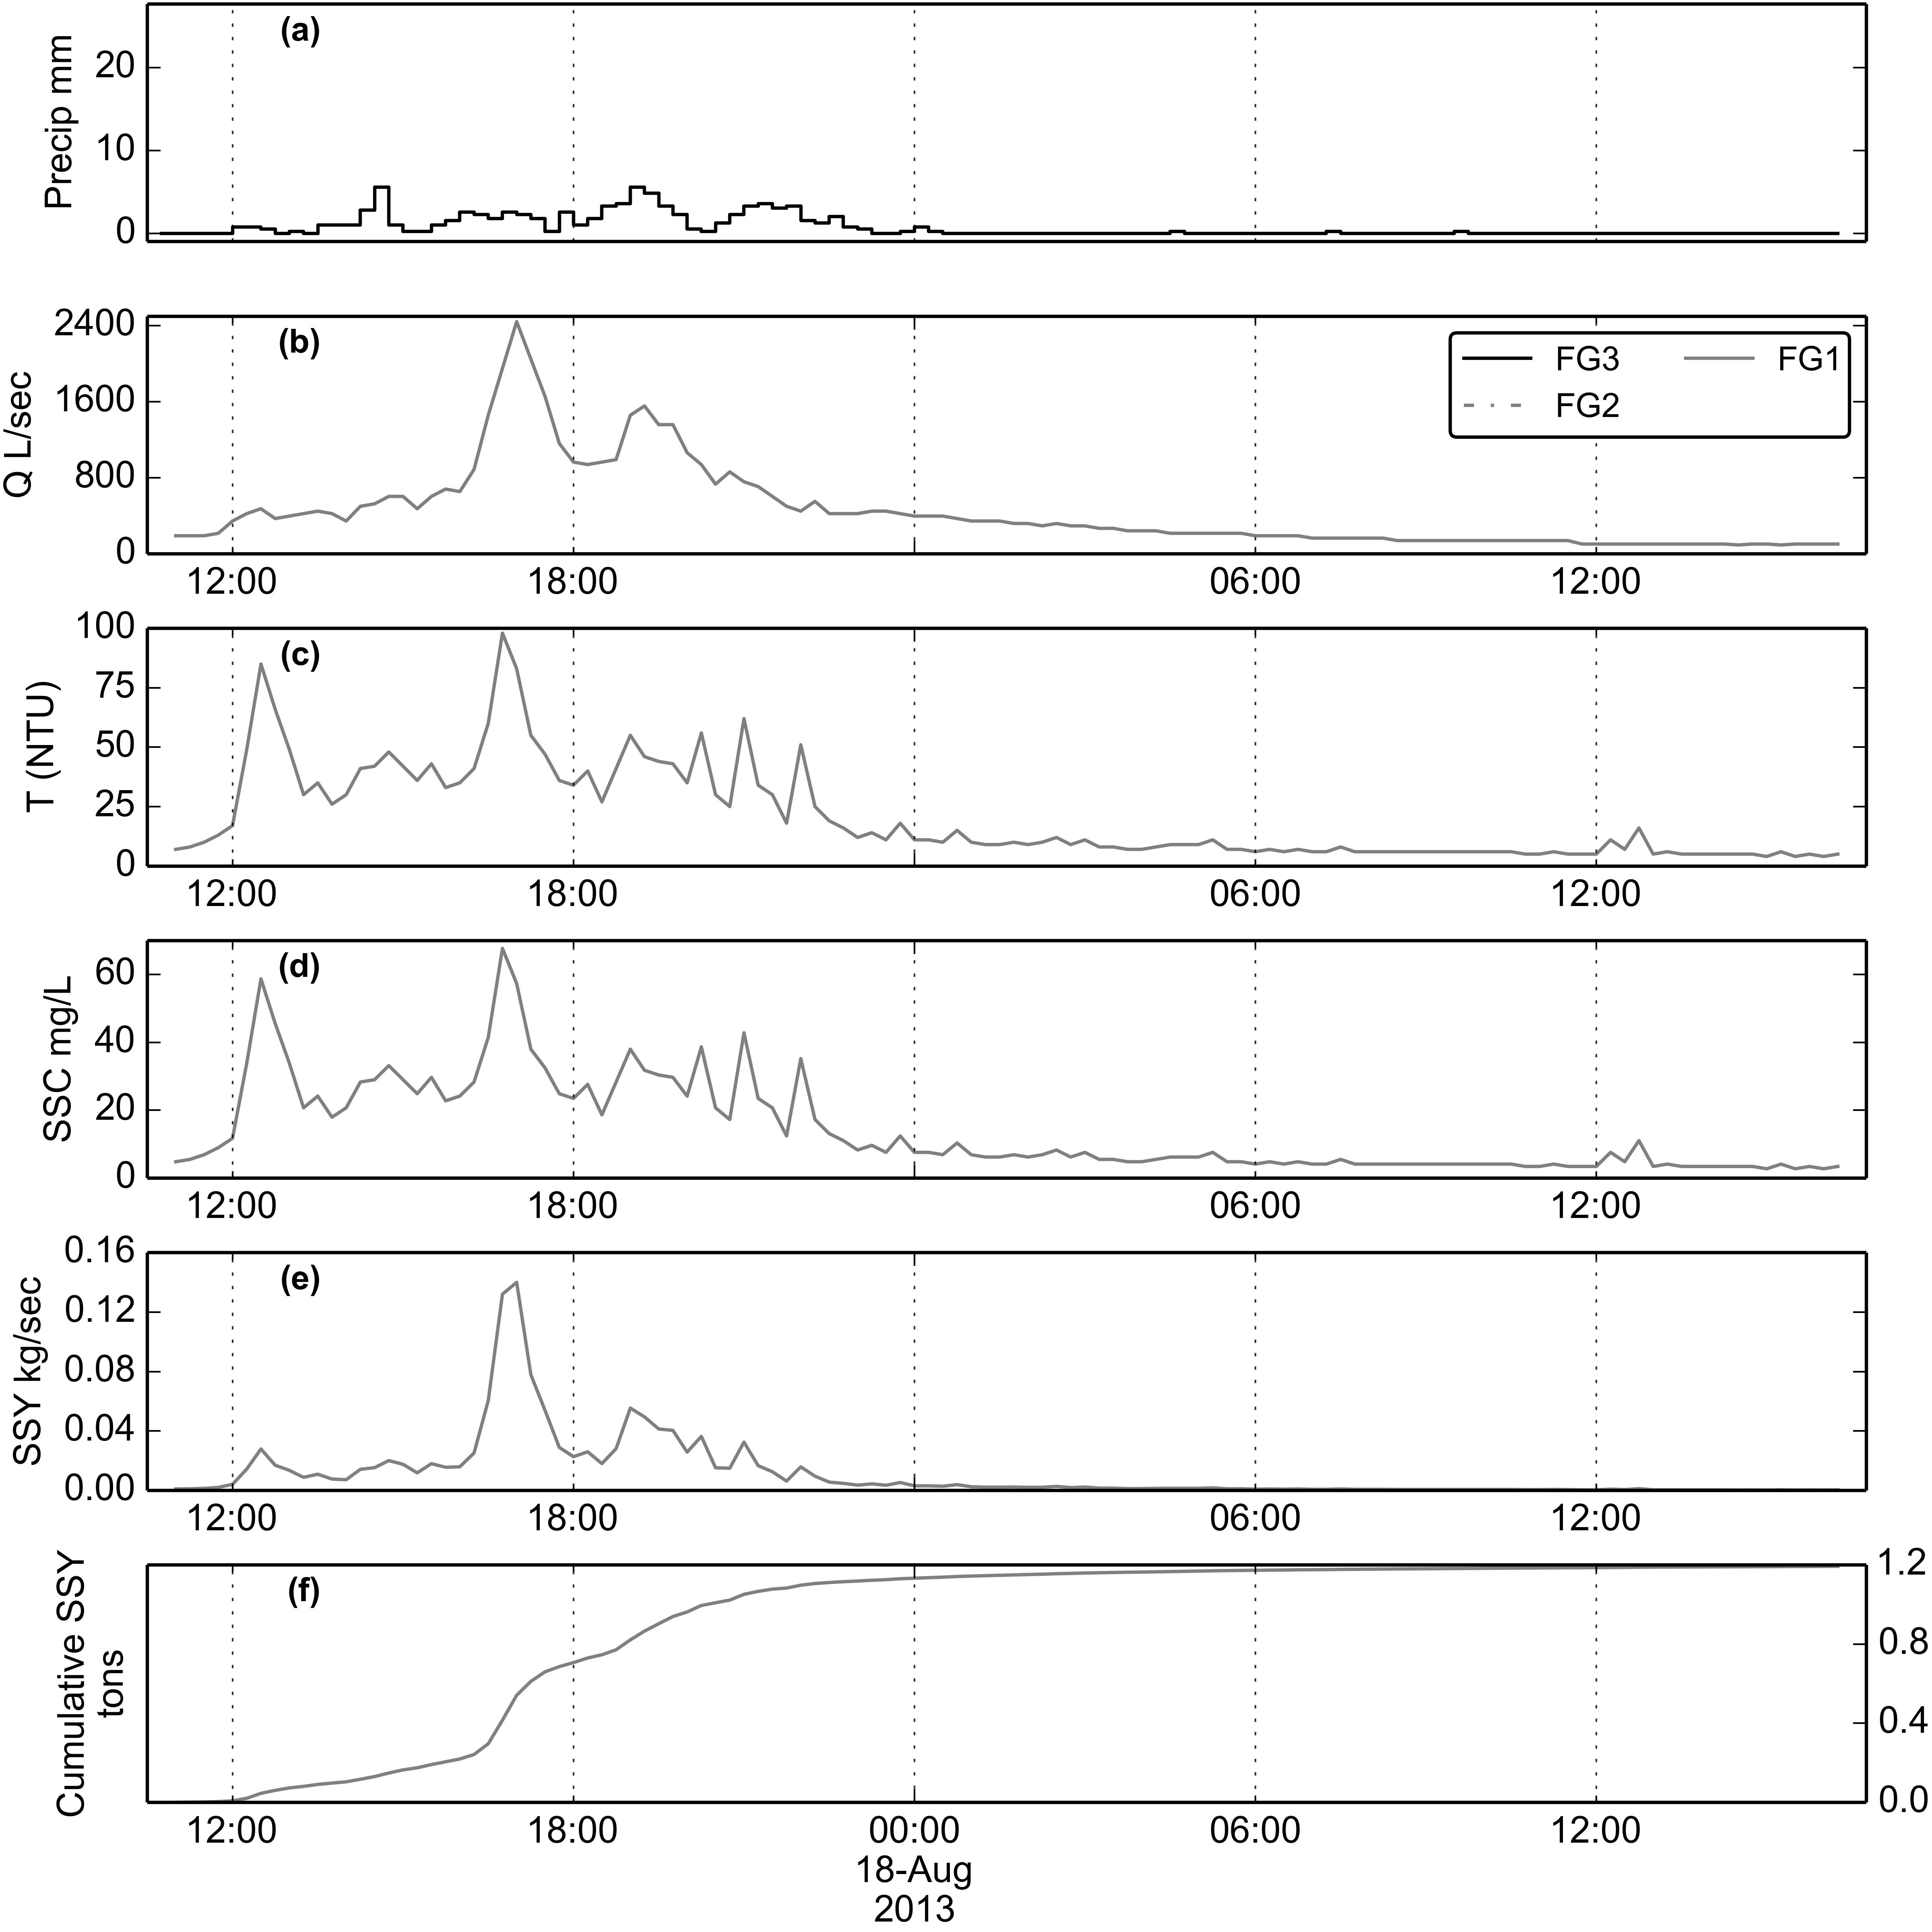 (a)
Precip mm
20
10
0
(b)
Q L/sec
2400
1600
800
0
FG3 FG1
FG2
12:00 18:00 06:00 12:00
(c)
T (NTU)
100
75
50
25
0
12:00 18:00 06:00 12:00
(d)
SSC mg/L
60
40
20
0
12:00 18:00 06:00 12:00
(e)
SSY kg/sec
0.16
0.12
0.08
0.04
0.00
12:00 18:00 06:00 12:00
(f)
Cumulative SSY
tons
1.2
0.8
0.4
0.0
12:00 18:00 00:00 06:00 12:00
18-Aug
2013